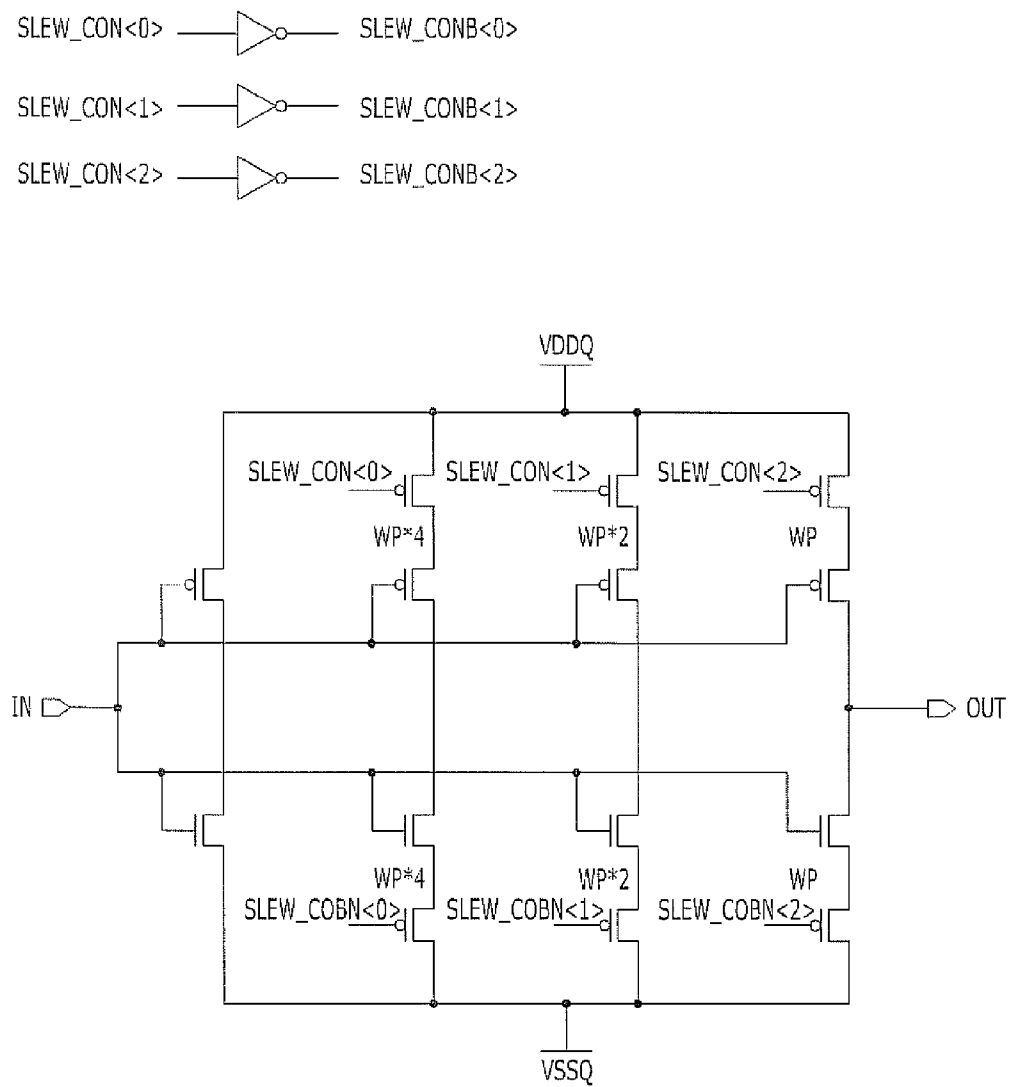 SLEW_CON<0> SLEW_CONB<0>
SLEW_CON<1> SLEW_CONB<1>
SLEW_CON<2> SLEW_CONB<2>
VDDQ
SLEW_CON<0> SLEW_CON<1> SLEW_CON<2>
WP*4 WP*2 WP
IN OUT
WP*4 WP*2 WP
SLEW_COBN<0> SLEW_COBN<1> SLEW_COBN<2>
VSSQ